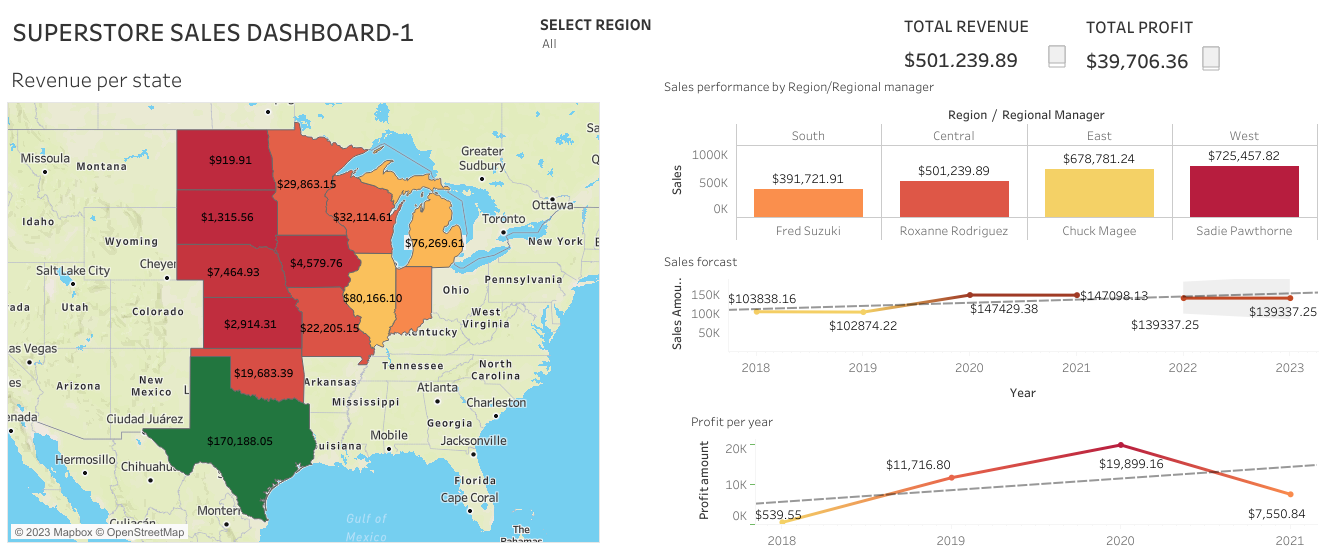 SUPERSTORE SALES DASHBOARD-1
SELECT REGION
All
TOTAL REVENUE
$501,239.89
TOTAL PROFIT
$39,706.36
Revenue per state
Missoula
Montana
Idaho
Wyoming
Cheyen
Salt Lake City
Utah
Colorado
rada
as Vegas
Arizona
New
Mexico
Ciudad Juárez
Hermosillo
Chihuahu
Monterr
Culiacán
Greater
Sudbury
Ottawa
Toronto
New York
Pennsylvania
Ohio
West
Virginia
Kentucky
Tennessee
North
Carolina
Arkansas
Mississippi
Atlanta
Charleston
Georgia
Jacksonville
Mobile
uisiana
Florida
Cape Coral
The
Bahamas
Gulf of
Mexico
$919.91
$29,863.15
$1,315.56
$32,114.61
$76,269.61
$7,464.93
$4,579.76
$80,166.10
$2,914.31
$22,205.15
$19,683.39
$170,188.05
© 2023 Mapbox © OpenStreetMap
Sales performance by Region/Regional manager
Region / Regional Manager
South Central East West
Sales
1000K
500K
0K
$391,721.91 $501,239.89 $678,781.24 $725,457.82
Fred Suzuki Roxanne Rodriguez Chuck Magee Sadie Pawthorne
Sales forcast
Sales Amou..
150K
100K
50K
$103838.16
$102874.22
$147429.38
$147098.13
$139337.25
$139337.25
2018 2019 2020 2021 2022 2023
Year
Profit per year
Profit amount
20K
10K
0K
$539.55
$11,716.80
$19,899.16
$7,550.84
2018 2019 2020 2021